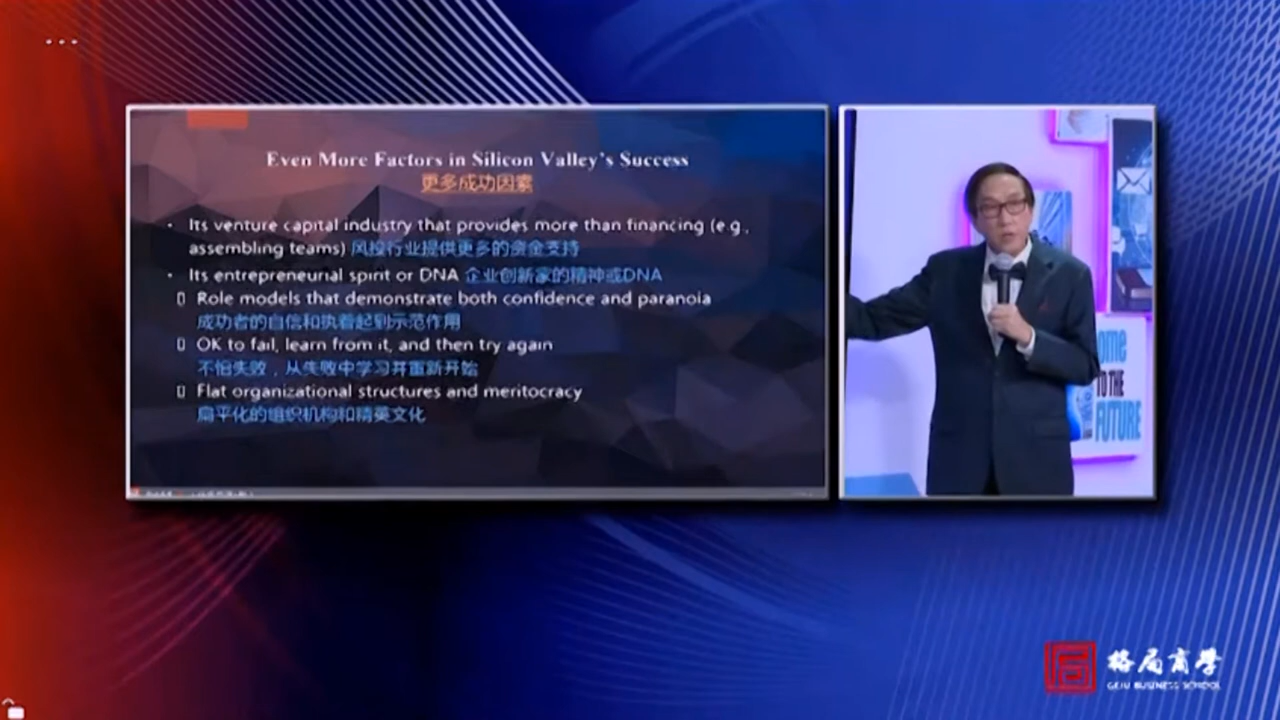 Even More Factors in Silicon Valley's Success
更多成功因素
• Its venture capital industry that provides more than financing (e.g.,
assembling teams) 风投行业提供更多的资金支持
• Its entrepreneurial spirit or DNA 企业创新家的精神或DNA
▯ Role models that demonstrate both confidence and paranoia
成功者的自信和执着起到示范作用
▯ OK to fail, learn from it, and then try again
不怕失败，从失败中学习并重新开始
▯ Flat organizational structures and meritocracy
扁平化的组织机构和精英文化
TO THE
FUTURE
格局商学
GEJU BUSINESS SCHOOL